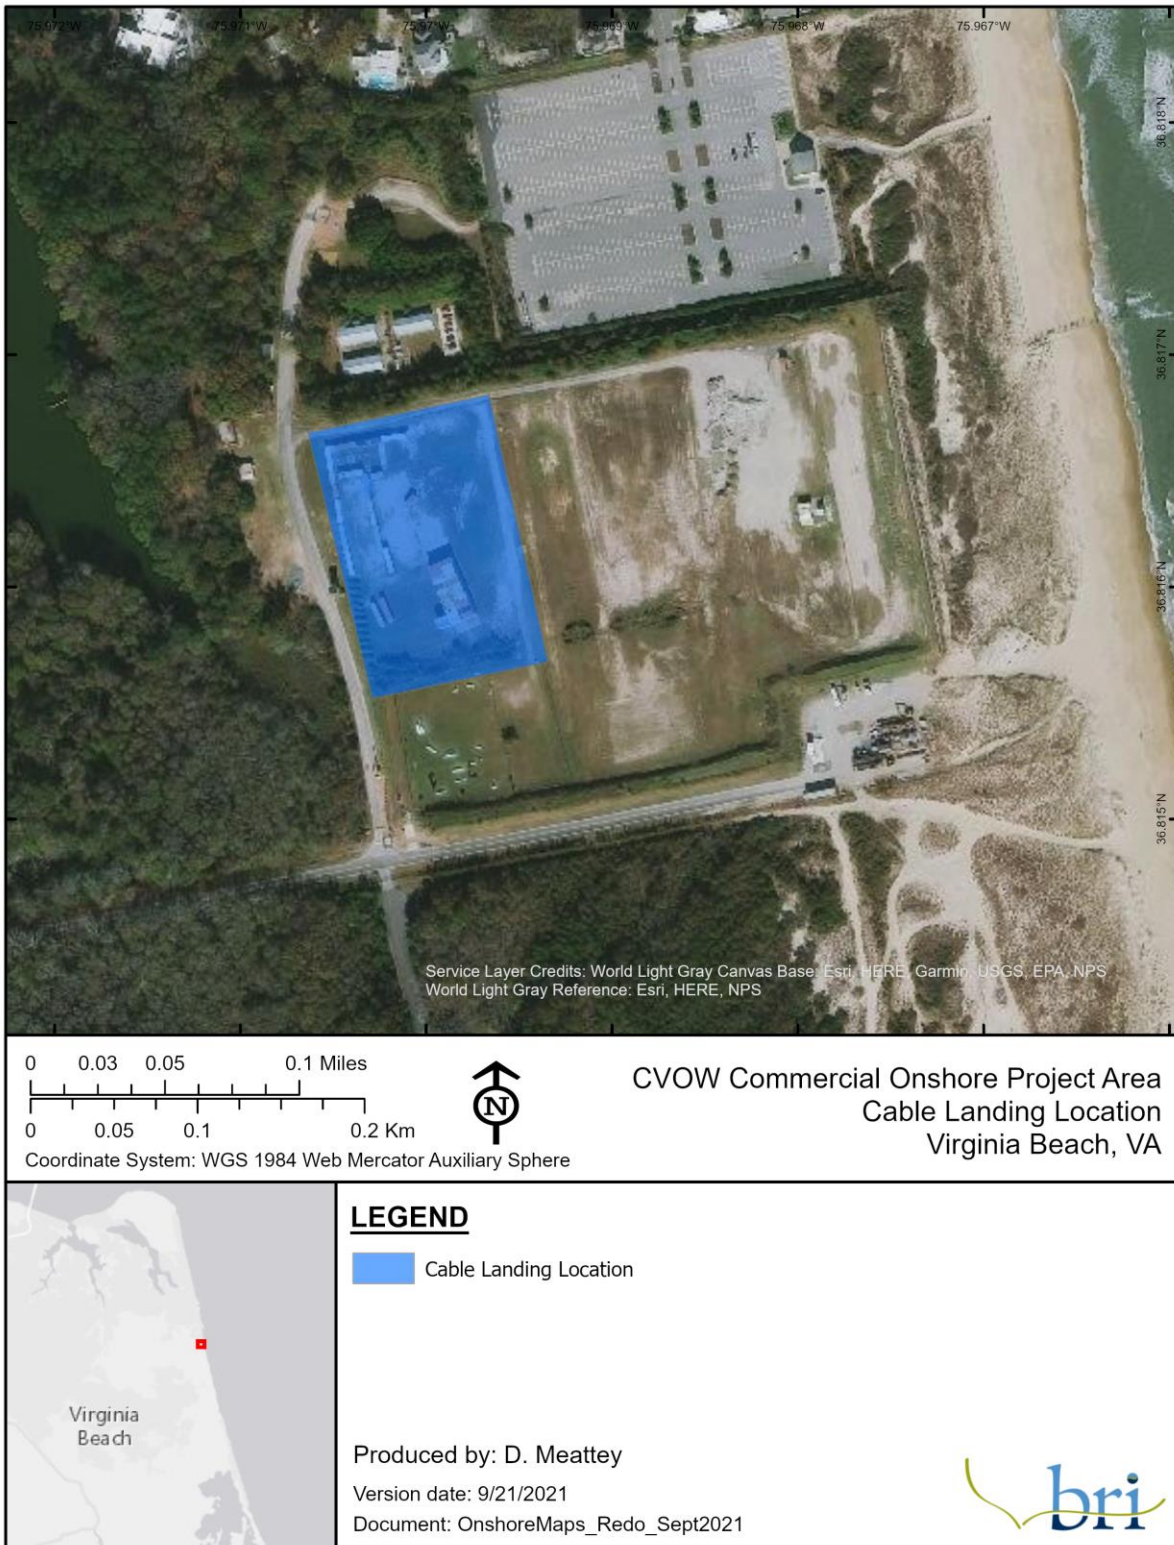 75.972°W 75.971°W 75.97°W 75.969°W 75.968°W 75.967°W
36.818°N
36.817°N
36.816°N
36.815°N
Service Layer Credits: World Light Gray Canvas Base: Esri, HERE, Garmin, USGS, EPA, NPS
World Light Gray Reference: Esri, HERE, NPS
0 0.03 0.05 0.1 Miles
0 0.05 0.1 0.2 Km
Coordinate System: WGS 1984 Web Mercator Auxiliary Sphere
N
CVOW Commercial Onshore Project Area
Cable Landing Location
Virginia Beach, VA
Virginia
Beach
LEGEND
Cable Landing Location
Produced by: D. Meattey
Version date: 9/21/2021
Document: OnshoreMaps_Redo_Sept2021
bri